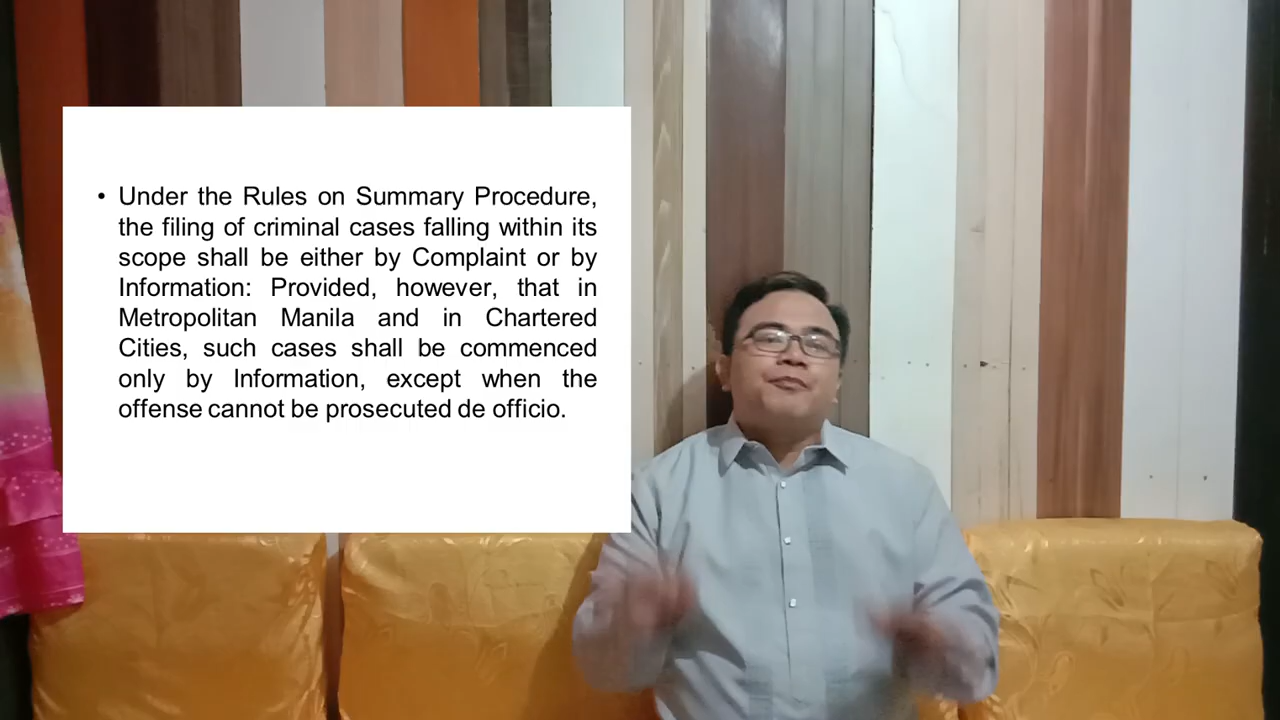 • Under the Rules on Summary Procedure,
the filing of criminal cases falling within its
scope shall be either by Complaint or by
Information: Provided, however, that in
Metropolitan Manila and in Chartered
Cities, such cases shall be commenced
only by Information, except when the
offense cannot be prosecuted de officio.